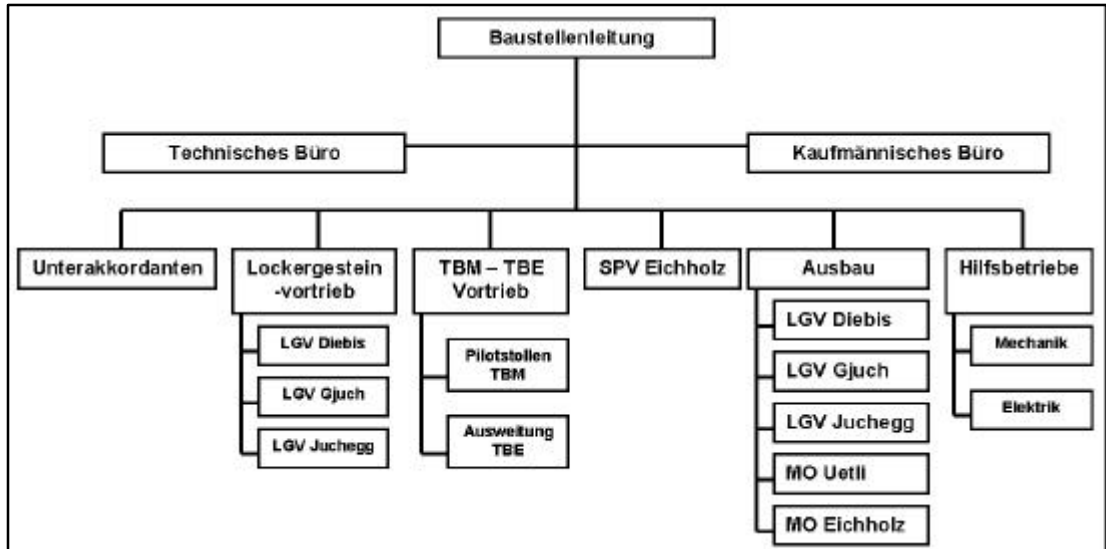 Baustellenleitung
Technisches Büro
Kaufmännisches Büro
Unterakkordanten
Lockergestein
-vortrieb
LGV Diebis
LGV Gjuch
LGV Juchegg
TBM – TBE
Vortrieb
Pilotstollen
TBM
Ausweitung
TBE
SPV Eichholz
Ausbau
LGV Diebis
LGV Gjuch
LGV Juchegg
MO Uetli
MO Eichholz
Hilfsbetriebe
Mechanik
Elektrik